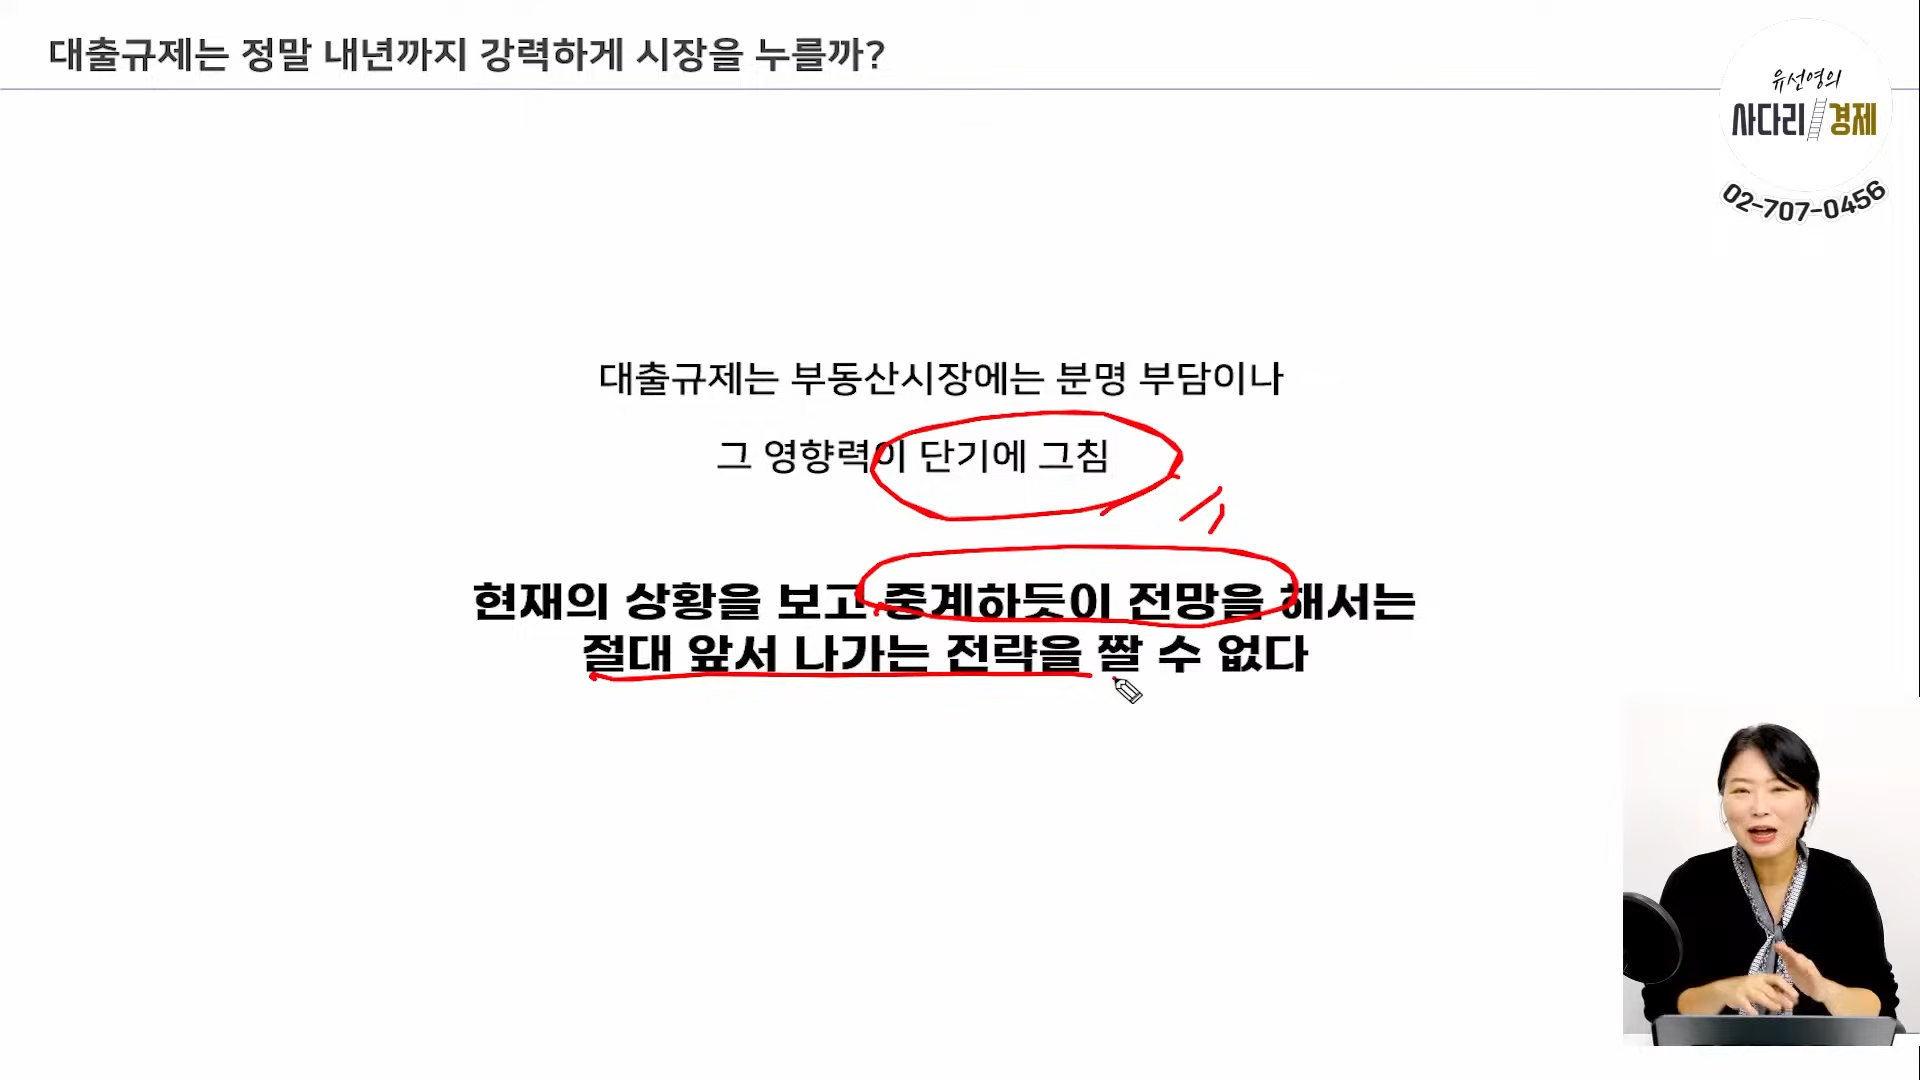 대출규제는 정말 내년까지 강력하게 시장을 누를까?
유선영의
사다리 경제
02-707-0456
대출규제는 부동산시장에는 분명 부담이나
그 영향력이 단기에 그침
현재의 상황을 보고 중계하듯이 전망을 해서는
절대 앞서 나가는 전략을 짤 수 없다